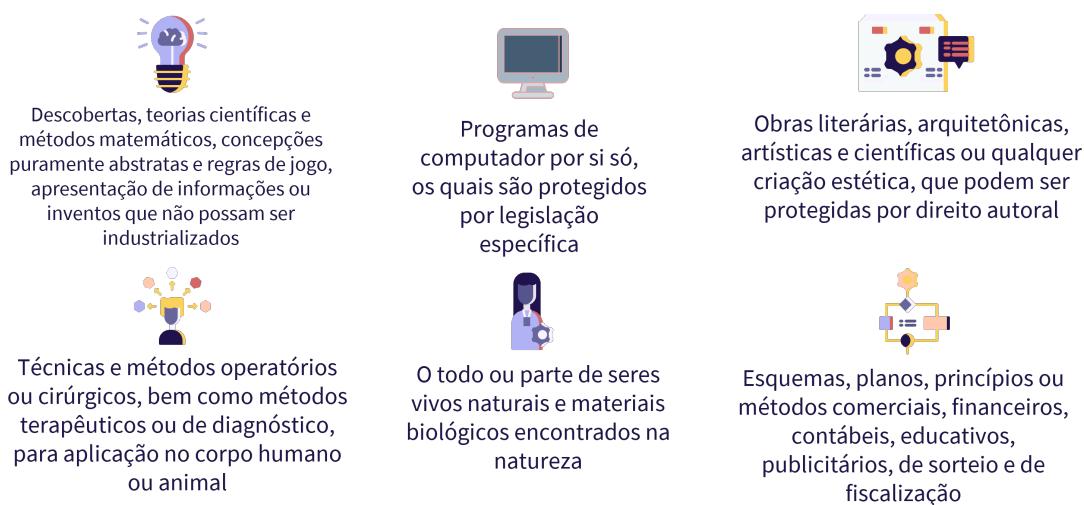 Descobertas, teorias científicas e
métodos matemáticos, concepções
puramente abstratas e regras de jogo,
apresentação de informações ou
inventos que não possam ser
industrializados
Programas de
computador por si só,
os quais são protegidos
por legislação
específica
Obras literárias, arquitetônicas,
artísticas e científicas ou qualquer
criação estética, que podem ser
protegidas por direito autoral
Técnicas e métodos operatórios
ou cirúrgicos, bem como métodos
terapêuticos ou de diagnóstico,
para aplicação no corpo humano
ou animal
O todo ou parte de seres
vivos naturais e materiais
biológicos encontrados na
natureza
Esquemas, planos, princípios ou
métodos comerciais, financeiros,
contábeis, educativos,
publicitários, de sorteio e de
fiscalização